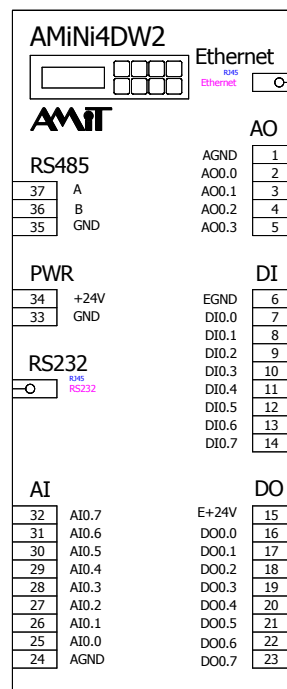 AMiNi4DW2
Ethernet
RJ45
Ethernet
AMiT
AO
AGND 1
AO0.0 2
AO0.1 3
AO0.2 4
AO0.3 5
RS485
37 A
36 B
35 GND
PWR
34 +24V
33 GND
DI
EGND 6
DI0.0 7
DI0.1 8
DI0.2 9
DI0.3 10
DI0.4 11
DI0.5 12
DI0.6 13
DI0.7 14
RS232
RJ45
RS232
AI
32 AI0.7
31 AI0.6
30 AI0.5
29 AI0.4
28 AI0.3
27 AI0.2
26 AI0.1
25 AI0.0
24 AGND
DO
E+24V 15
DO0.0 16
DO0.1 17
DO0.2 18
DO0.3 19
DO0.4 20
DO0.5 21
DO0.6 22
DO0.7 23